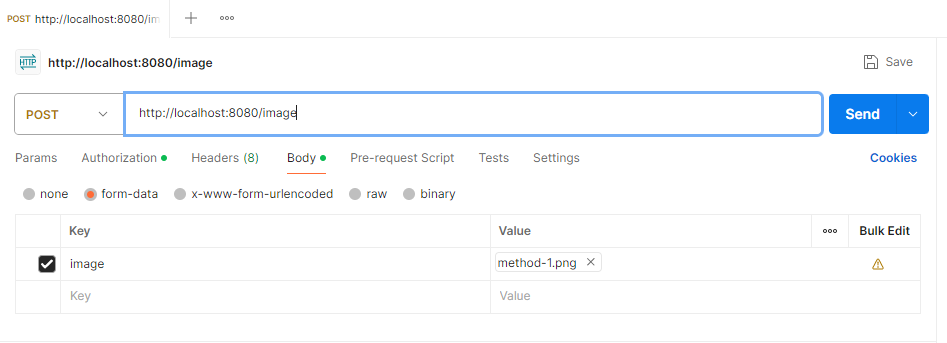 POST http://localhost:8080/im
HTTP http://localhost:8080/image Save
POST http://localhost:8080/image Send
Params Authorization Headers (8) Body Pre-request Script Tests Settings Cookies
none form-data x-www-form-urlencoded raw binary
Key Value Bulk Edit
image method-1.png
Key Value